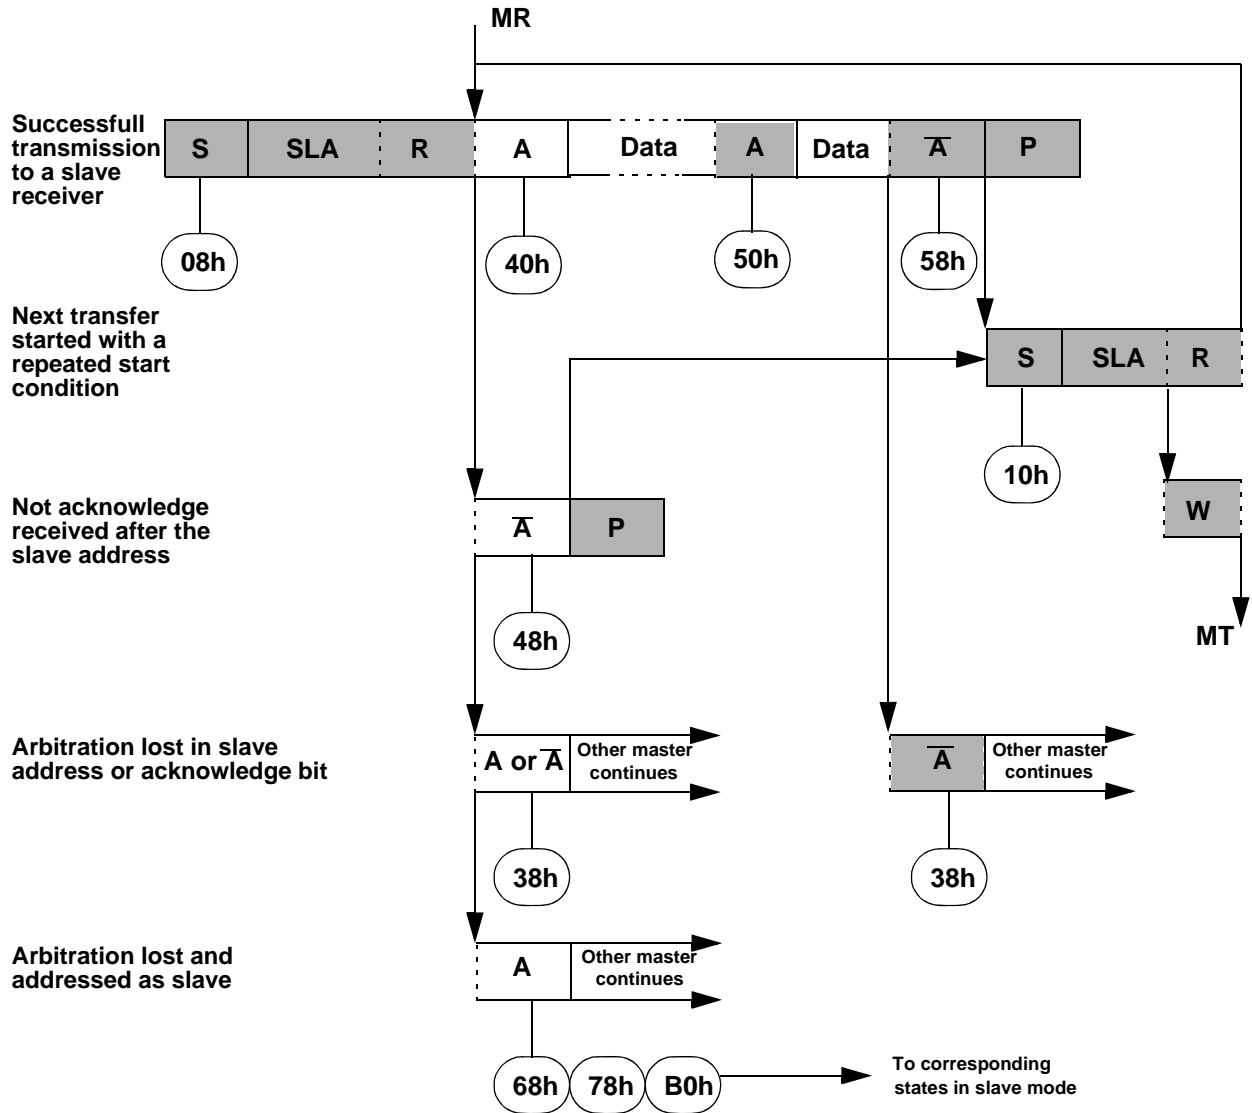 MR
Successfull
transmission
to a slave
receiver
S SLA R A Data A Data A̅ P
08h 40h 50h 58h
Next transfer
started with a
repeated start
condition
S SLA R
10h
Not acknowledge
received after the
slave address
A̅ P
W
48h
MT
Arbitration lost in slave
address or acknowledge bit
A or A̅
Other master
continues
A̅
Other master
continues
38h 38h
Arbitration lost and
addressed as slave
A
Other master
continues
68h 78h B0h
To corresponding
states in slave mode